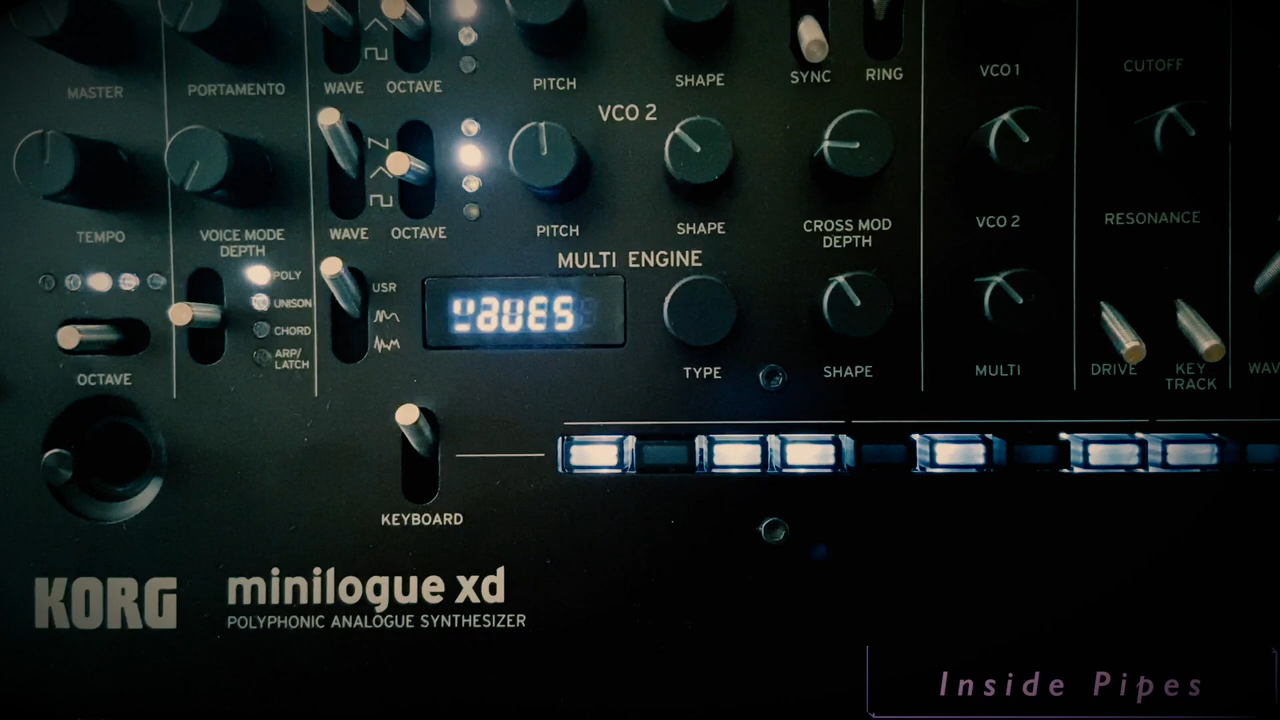 MASTER
PORTAMENTO
WAVE
OCTAVE
PITCH
SHAPE
SYNC
RING
VCO 1
CUTOFF
VCO 2
TEMPO
VOICE MODE
DEPTH
WAVE
OCTAVE
PITCH
SHAPE
CROSS MOD
DEPTH
VCO 2
RESONANCE
MULTI ENGINE
POLY
UNISON
CHORD
ARP/
LATCH
USR
OCTAVE
TYPE
SHAPE
MULTI
DRIVE
KEY
TRACK
KEYBOARD
KORG
minilogue xd
POLYPHONIC ANALOGUE SYNTHESIZER
Inside Pipes